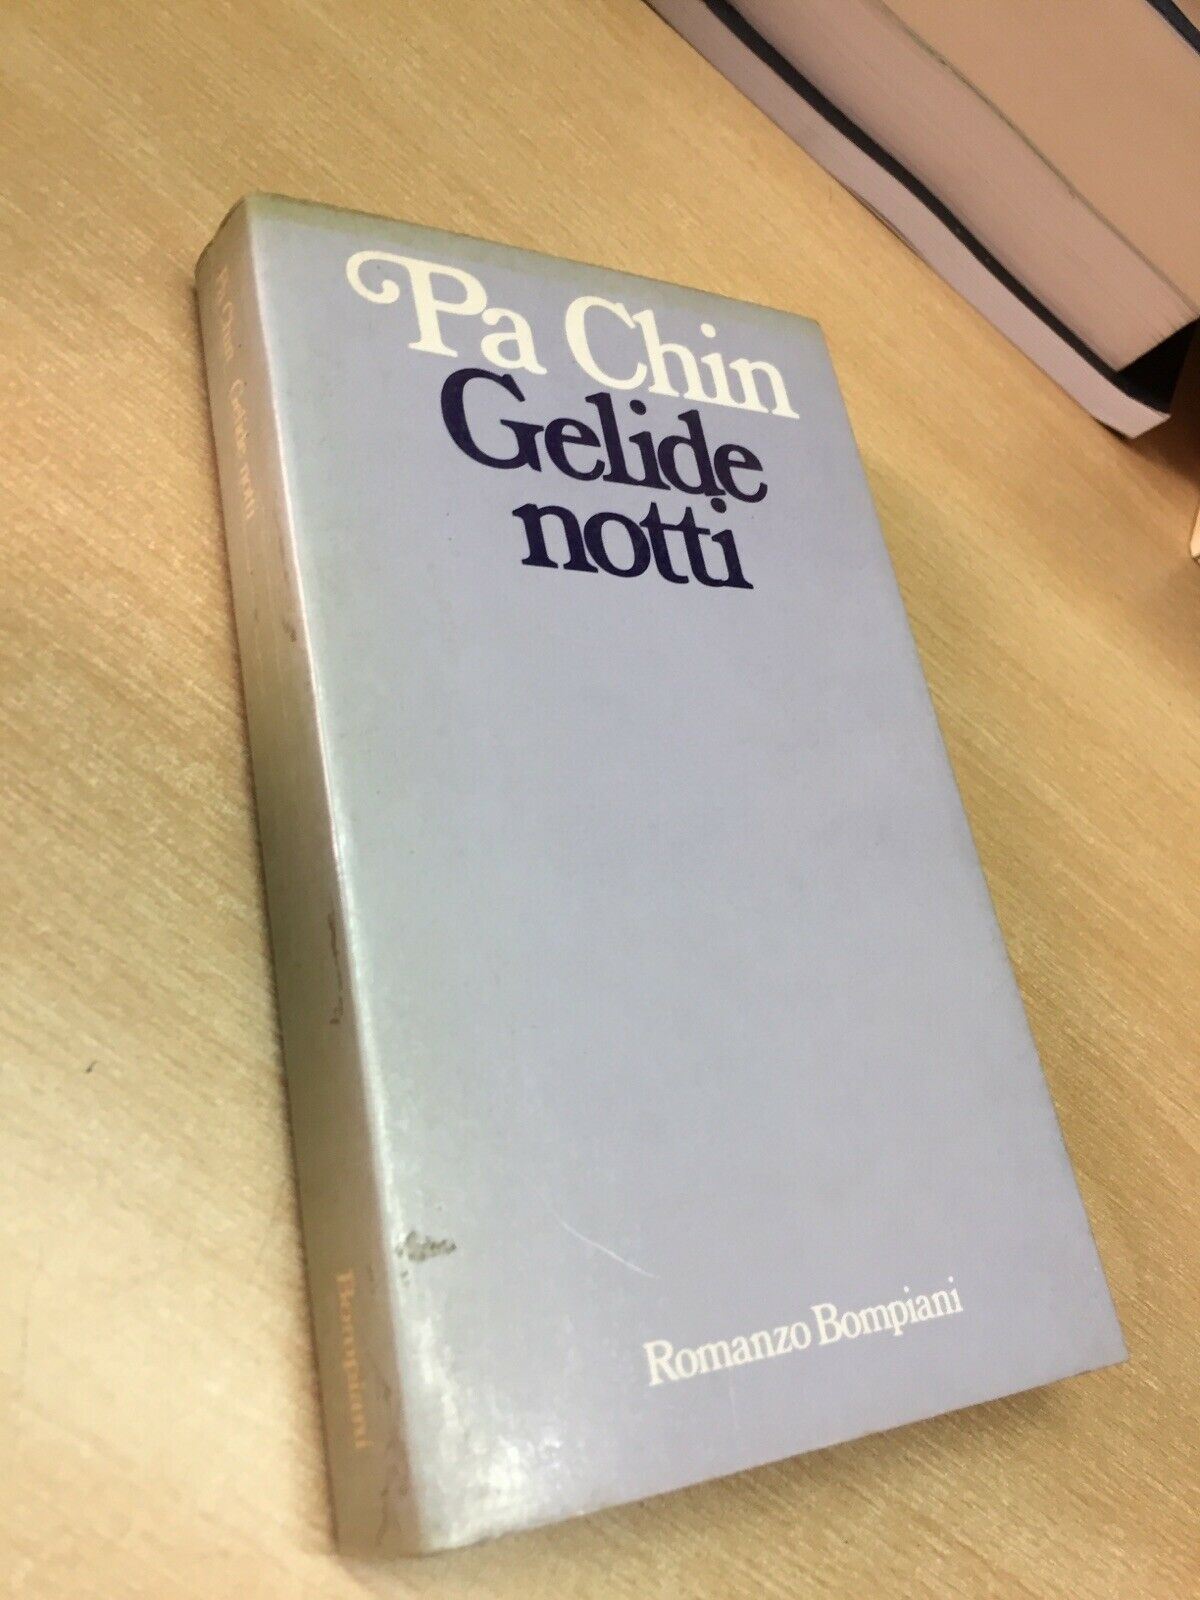 Pa Chin
Gelide
notti
Romanzo Bompiani
Pa Chin Gelide notti
Bompiani